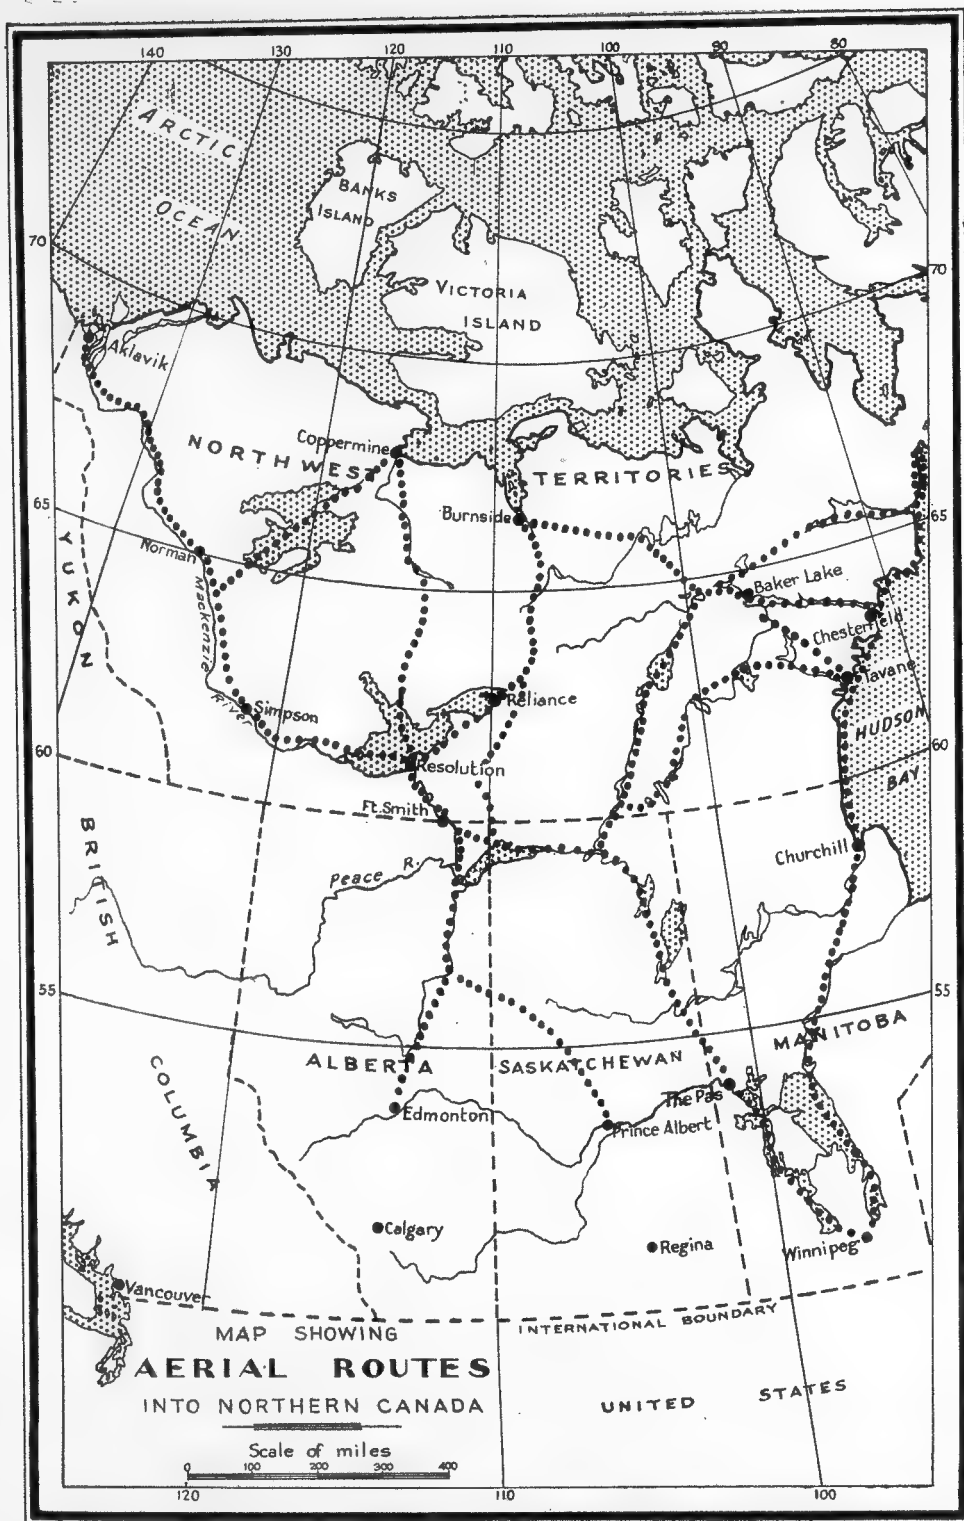 140 130 120 110 100 90 80
ARCTIC
OCEAN
BANKS
ISLAND
70
70
VICTORIA
ISLAND
Aklavik
Coppermine
NORTHWEST TERRITORIES
65
Burnside
65
Norman
YUKON
Baker Lake
Mackenzie
River
Chesterfield
Tavane
Simpson
Reliance
HUDSON
BAY
60
60
Resolution
Ft. Smith
BRITISH
COLUMBIA
Peace R.
Churchill
55
55
ALBERTA
SASKATCHEWAN
MANITOBA
The Pas
Edmonton
Prince Albert
Calgary
Regina
Winnipeg
Vancouver
INTERNATIONAL BOUNDARY
MAP SHOWING
AERIAL ROUTES
INTO NORTHERN CANADA
UNITED STATES
Scale of miles
0 100 200 300 400
120 110 100